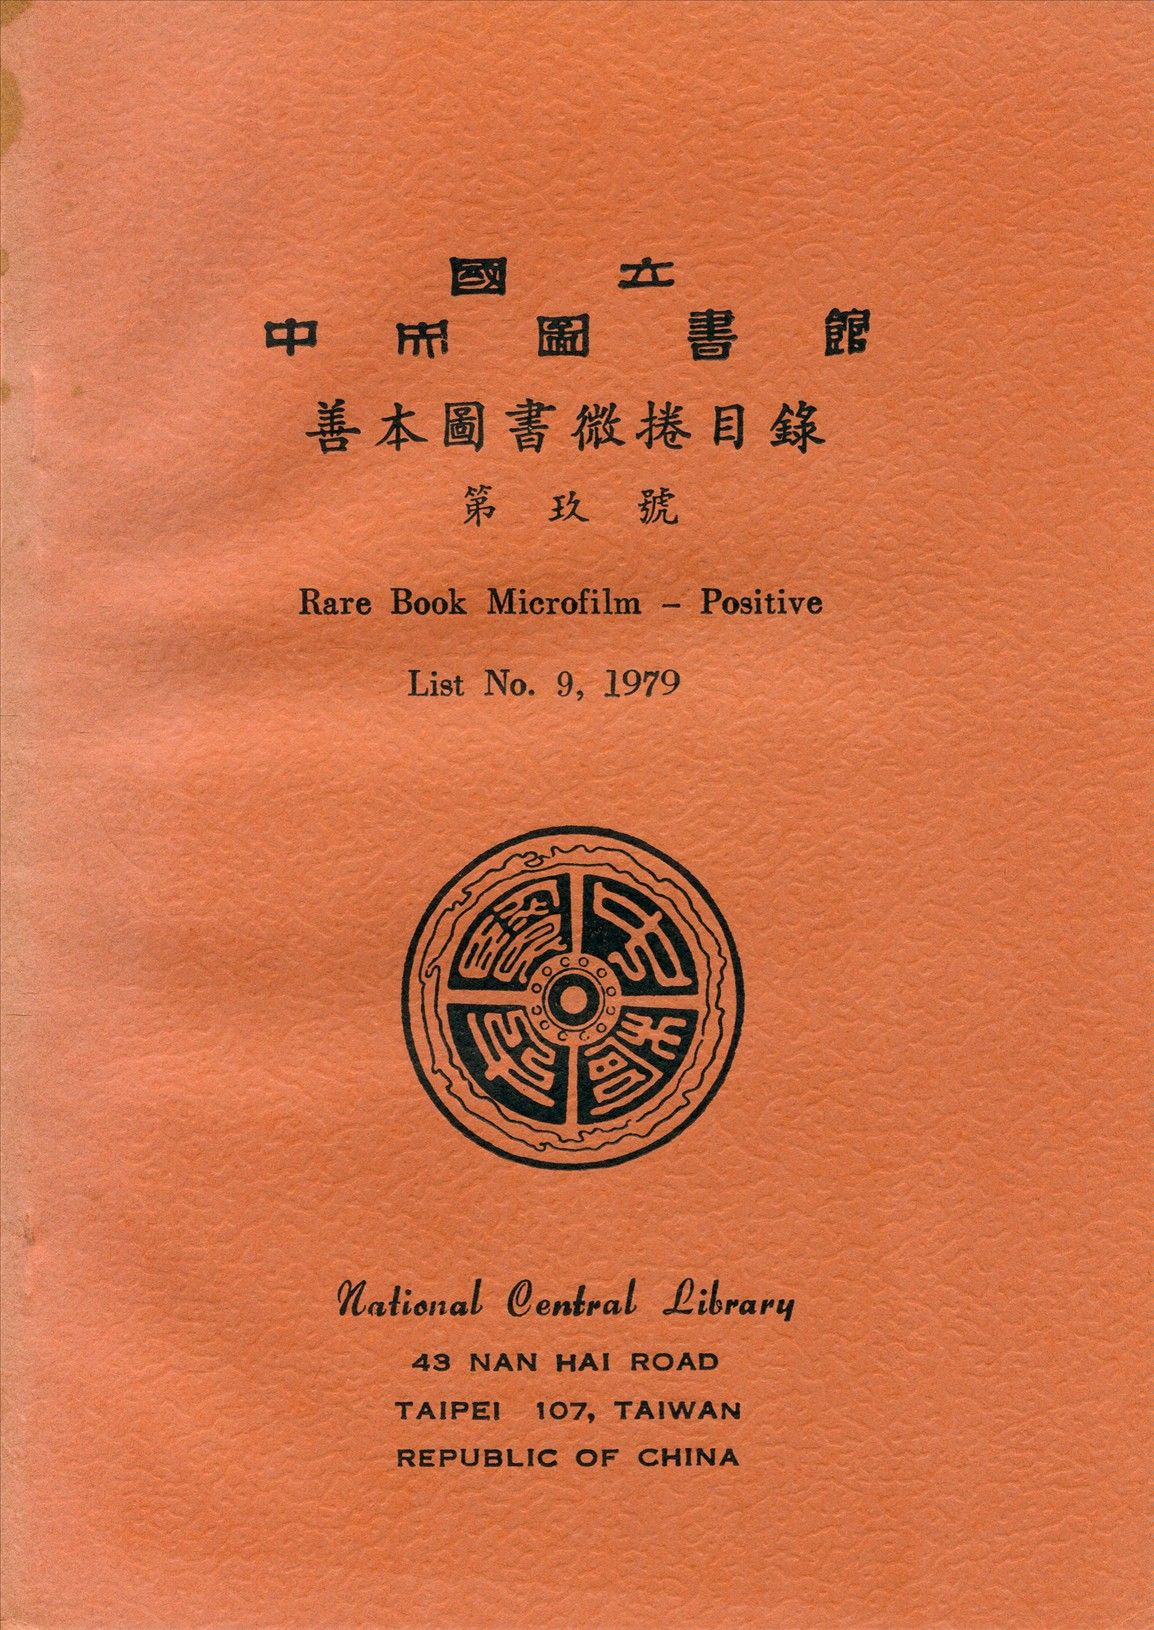 國立
中央圖書館
善本圖書微捲目錄
第玖號
Rare Book Microfilm – Positive
List No. 9, 1979
National Central Library
43 NAN HAI ROAD
TAIPEI 107, TAIWAN
REPUBLIC OF CHINA